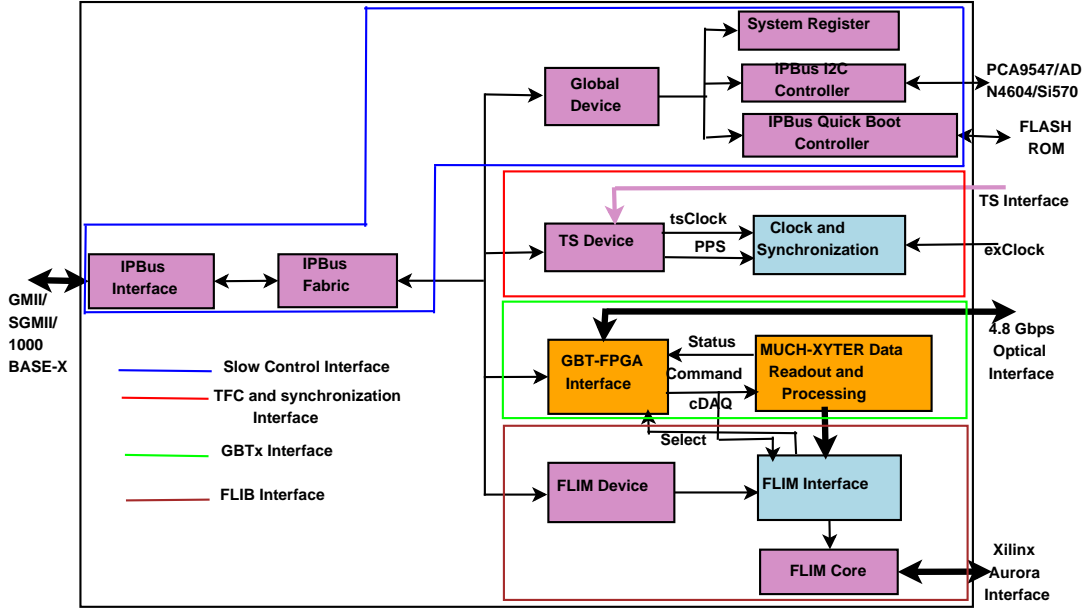 System Register
IPBus I2C
Controller
PCA9547/AD
N4604/Si570
Global
Device
IPBus Quick Boot
Controller
FLASH
ROM
TS Interface
tsClock
TS Device
PPS
Clock and
Synchronization
exClock
IPBus
Interface
IPBus
Fabric
GMII/
SGMII/
1000
BASE-X
4.8 Gbps
Optical
Interface
Status
GBT-FPGA
Interface
Command
cDAQ
MUCH-XYTER Data
Readout and
Processing
Slow Control Interface
TFC and synchronization
Interface
GBTx Interface
FLIB Interface
Select
FLIM Device
FLIM Interface
FLIM Core
Xilinx
Aurora
Interface